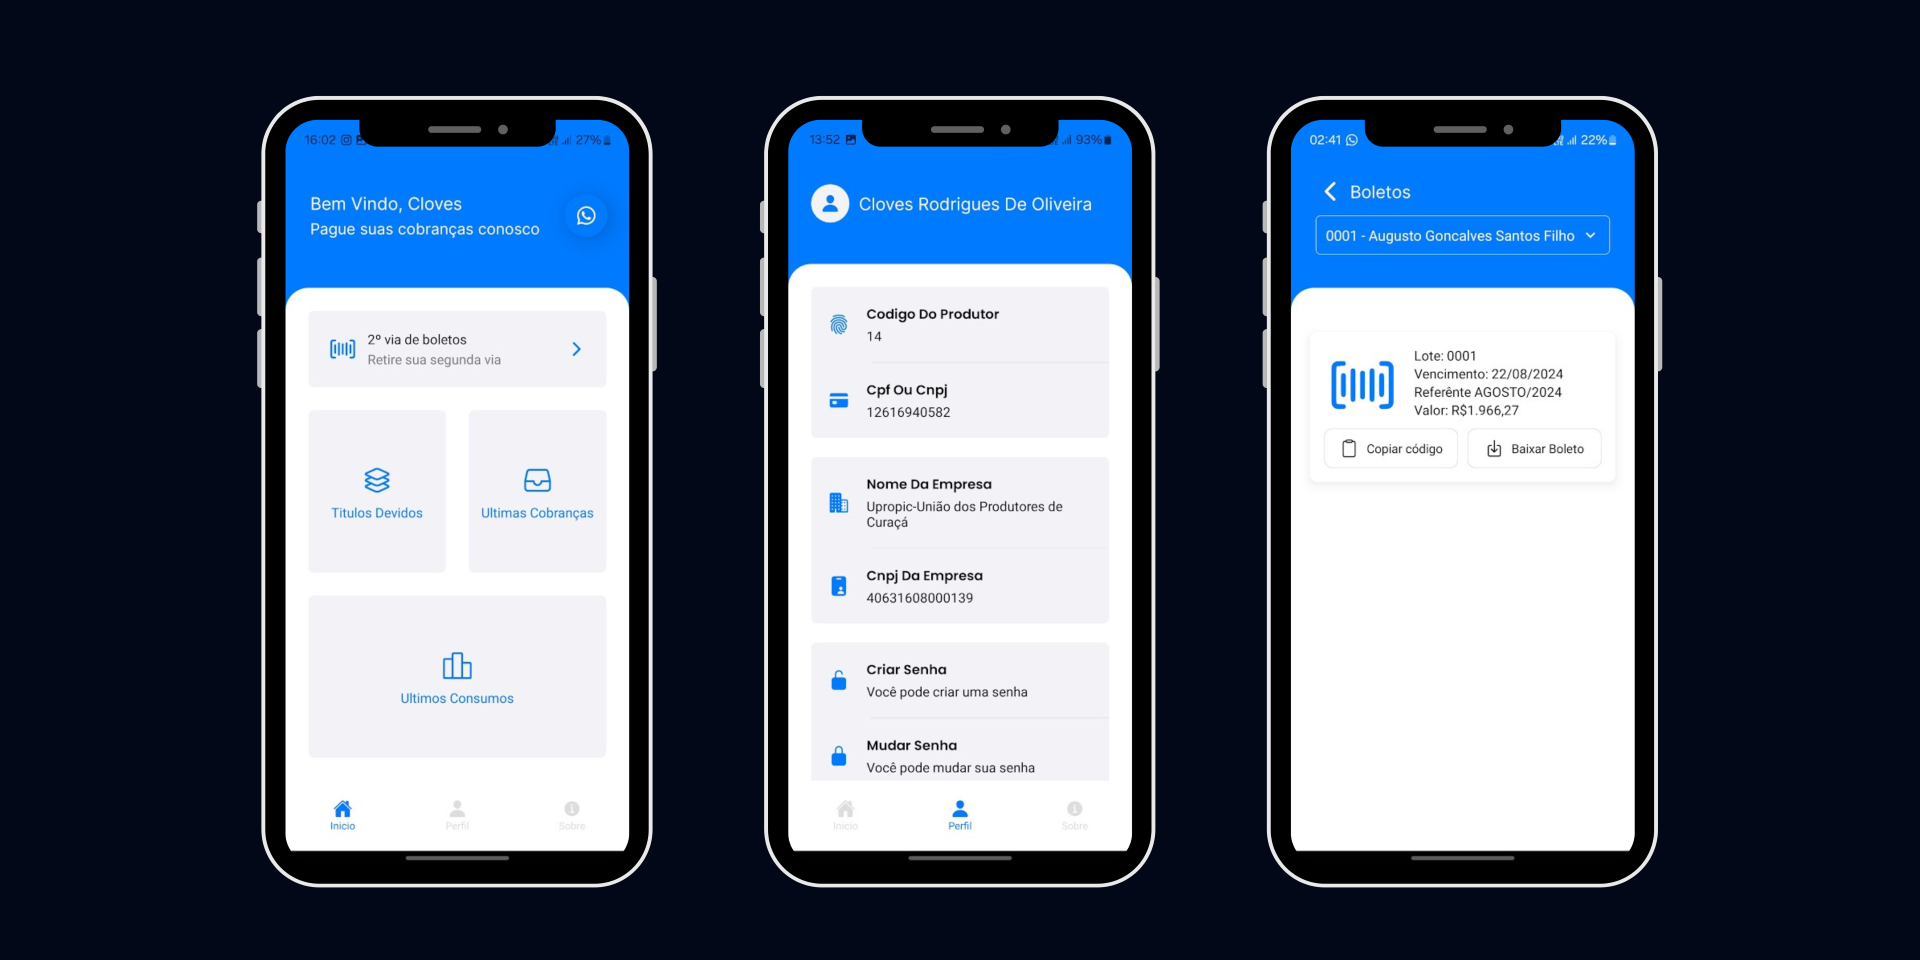 16:02
27%
Bem Vindo, Cloves
Pague suas cobranças conosco
2º via de boletos
Retire sua segunda via
Titulos Devidos
Ultimas Cobranças
Ultimos Consumos
Inicio
Perfil
Sobre
13:52
93%
Cloves Rodrigues De Oliveira
Codigo Do Produtor
14
Cpf Ou Cnpj
12616940582
Nome Da Empresa
Upropic-União dos Produtores de
Curaçá
Cnpj Da Empresa
40631608000139
Criar Senha
Você pode criar uma senha
Mudar Senha
Você pode mudar sua senha
Inicio
Perfil
Sobre
02:41
22%
Boletos
0001 - Augusto Goncalves Santos Filho
Lote: 0001
Vencimento: 22/08/2024
Referênte AGOSTO/2024
Valor: R$1.966,27
Copiar código
Baixar Boleto